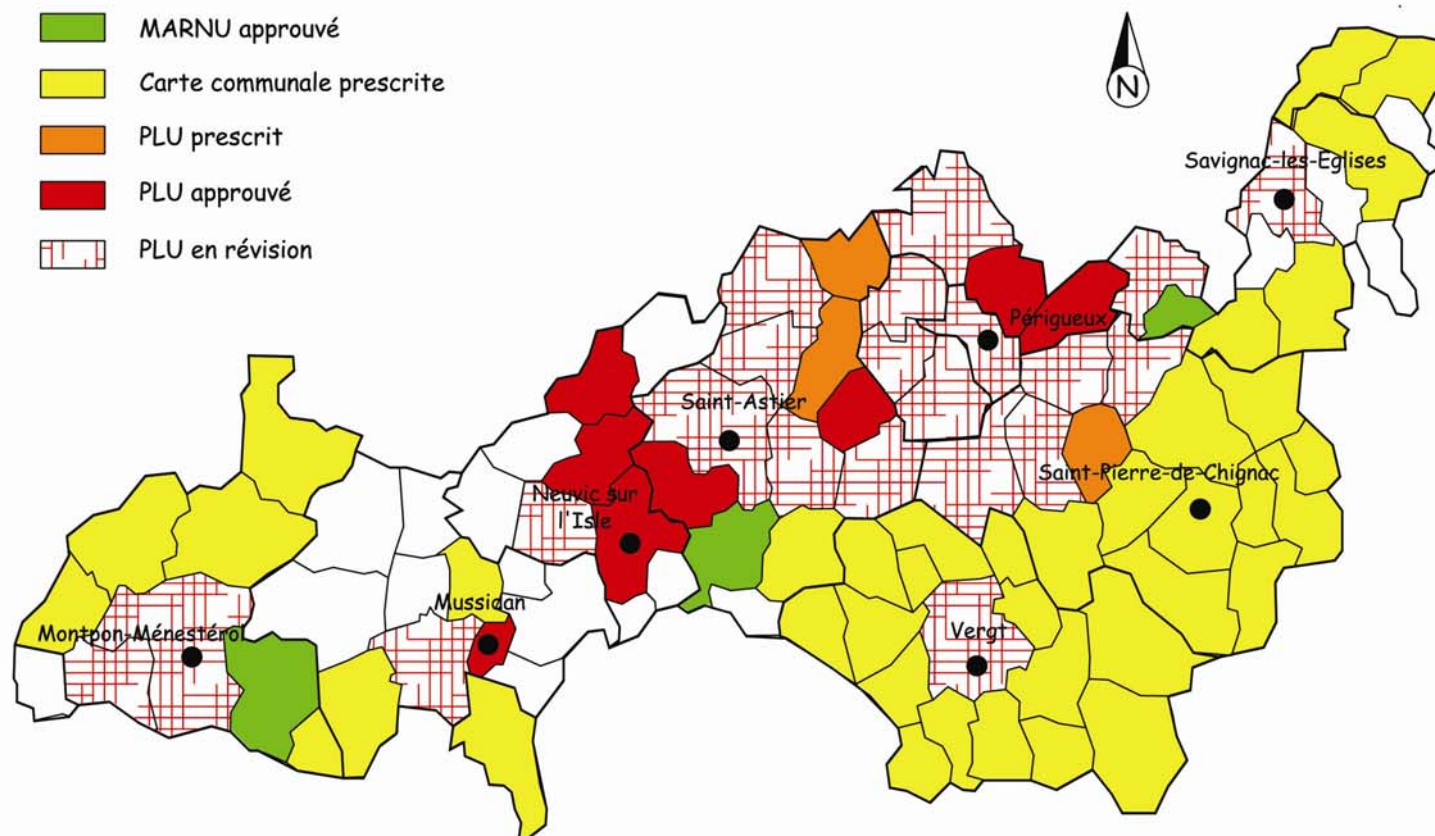 MARNU approuvé
Carte communale prescrite
PLU prescrit
PLU approuvé
PLU en révision
N
Savignac-les-Eglises
Périgueux
Saint-Astier
Saint-Pierre-de-Chignac
Neuvic sur
l'Isle
Mussidan
Montpon-Ménestérol
Vergt